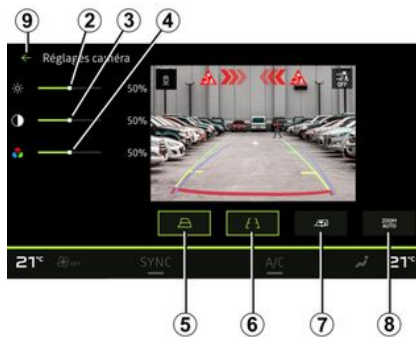 9 2 3 4
← Réglages caméra
50%
OFF
50%
50%
ZOOM
AUTO
21°C OFF SYNC A/C 21°C
5 6 7 8